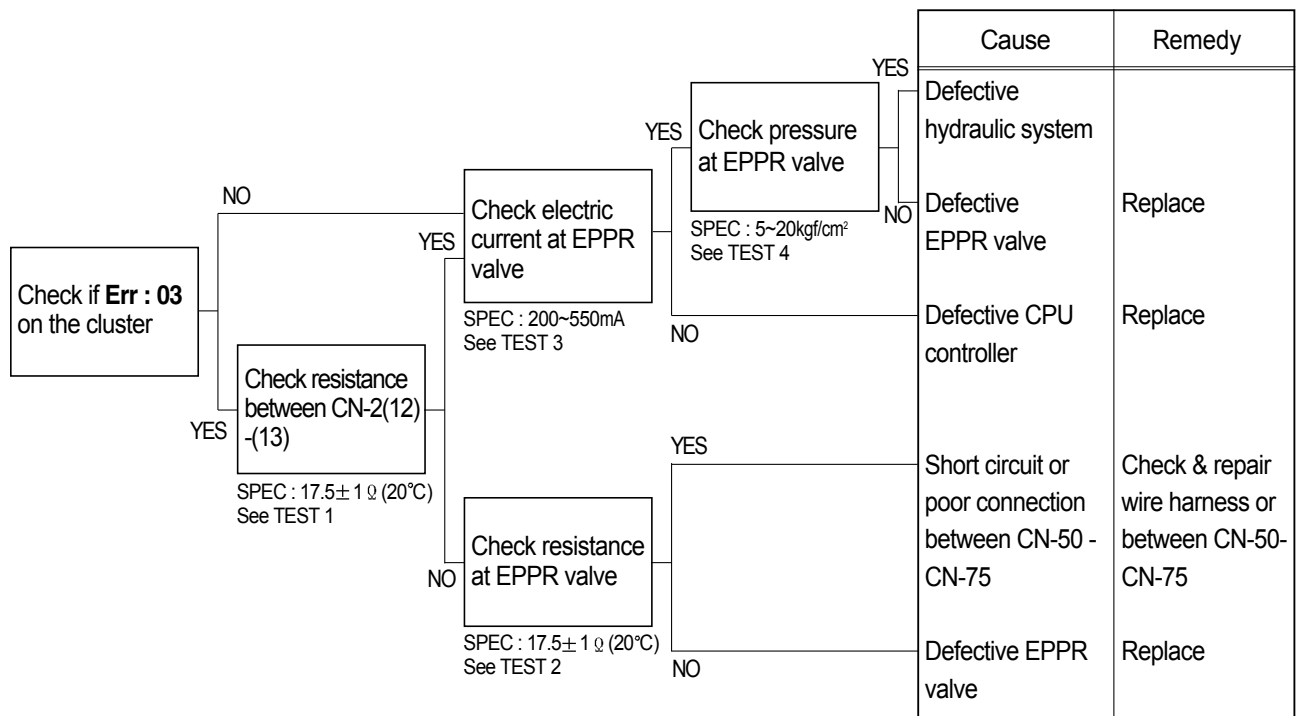 Cause
Remedy
Check if Err : 03
on the cluster
NO
YES
Check resistance
between CN-2(12)
-(13)
SPEC : 17.5± 1 Ω (20°C)
See TEST 1
YES
NO
Check electric
current at EPPR
valve
SPEC : 200~550mA
See TEST 3
Check resistance
at EPPR valve
SPEC : 17.5± 1 Ω (20°C)
See TEST 2
YES
NO
Check pressure
at EPPR valve
SPEC : 5~20kgf/cm²
See TEST 4
YES
NO
YES
NO
Defective
hydraulic system
Defective
EPPR valve
Replace
Defective CPU
controller
Replace
Short circuit or
poor connection
between CN-50 -
CN-75
Check & repair
wire harness or
between CN-50-
CN-75
Defective EPPR
valve
Replace